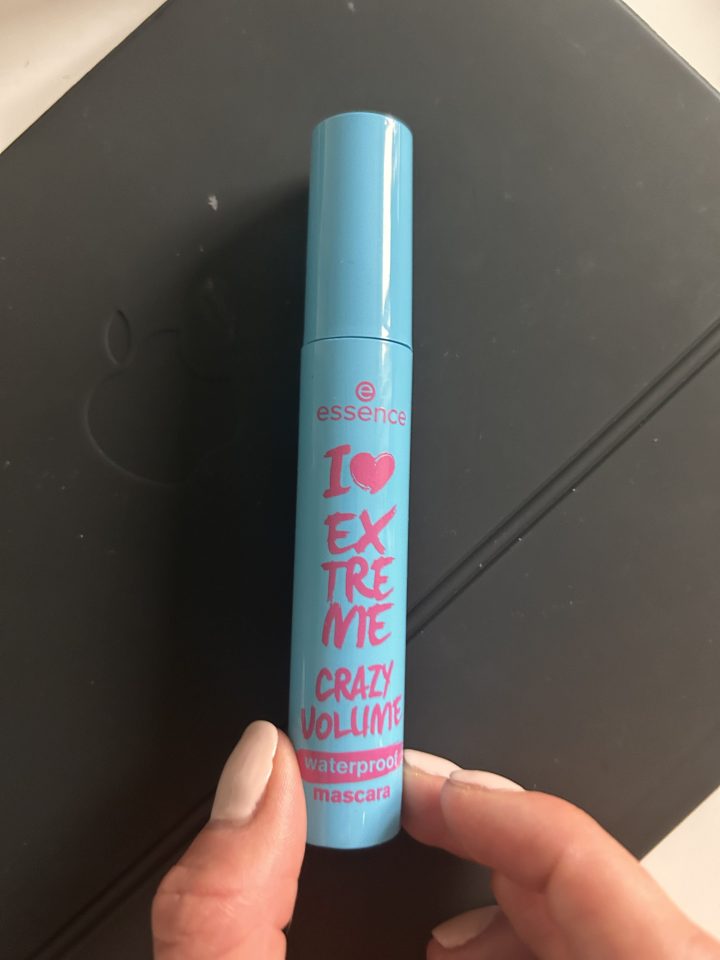 e
essence
I
EX
TRE
ME
CRAZY
VOLUME
waterproof
mascara